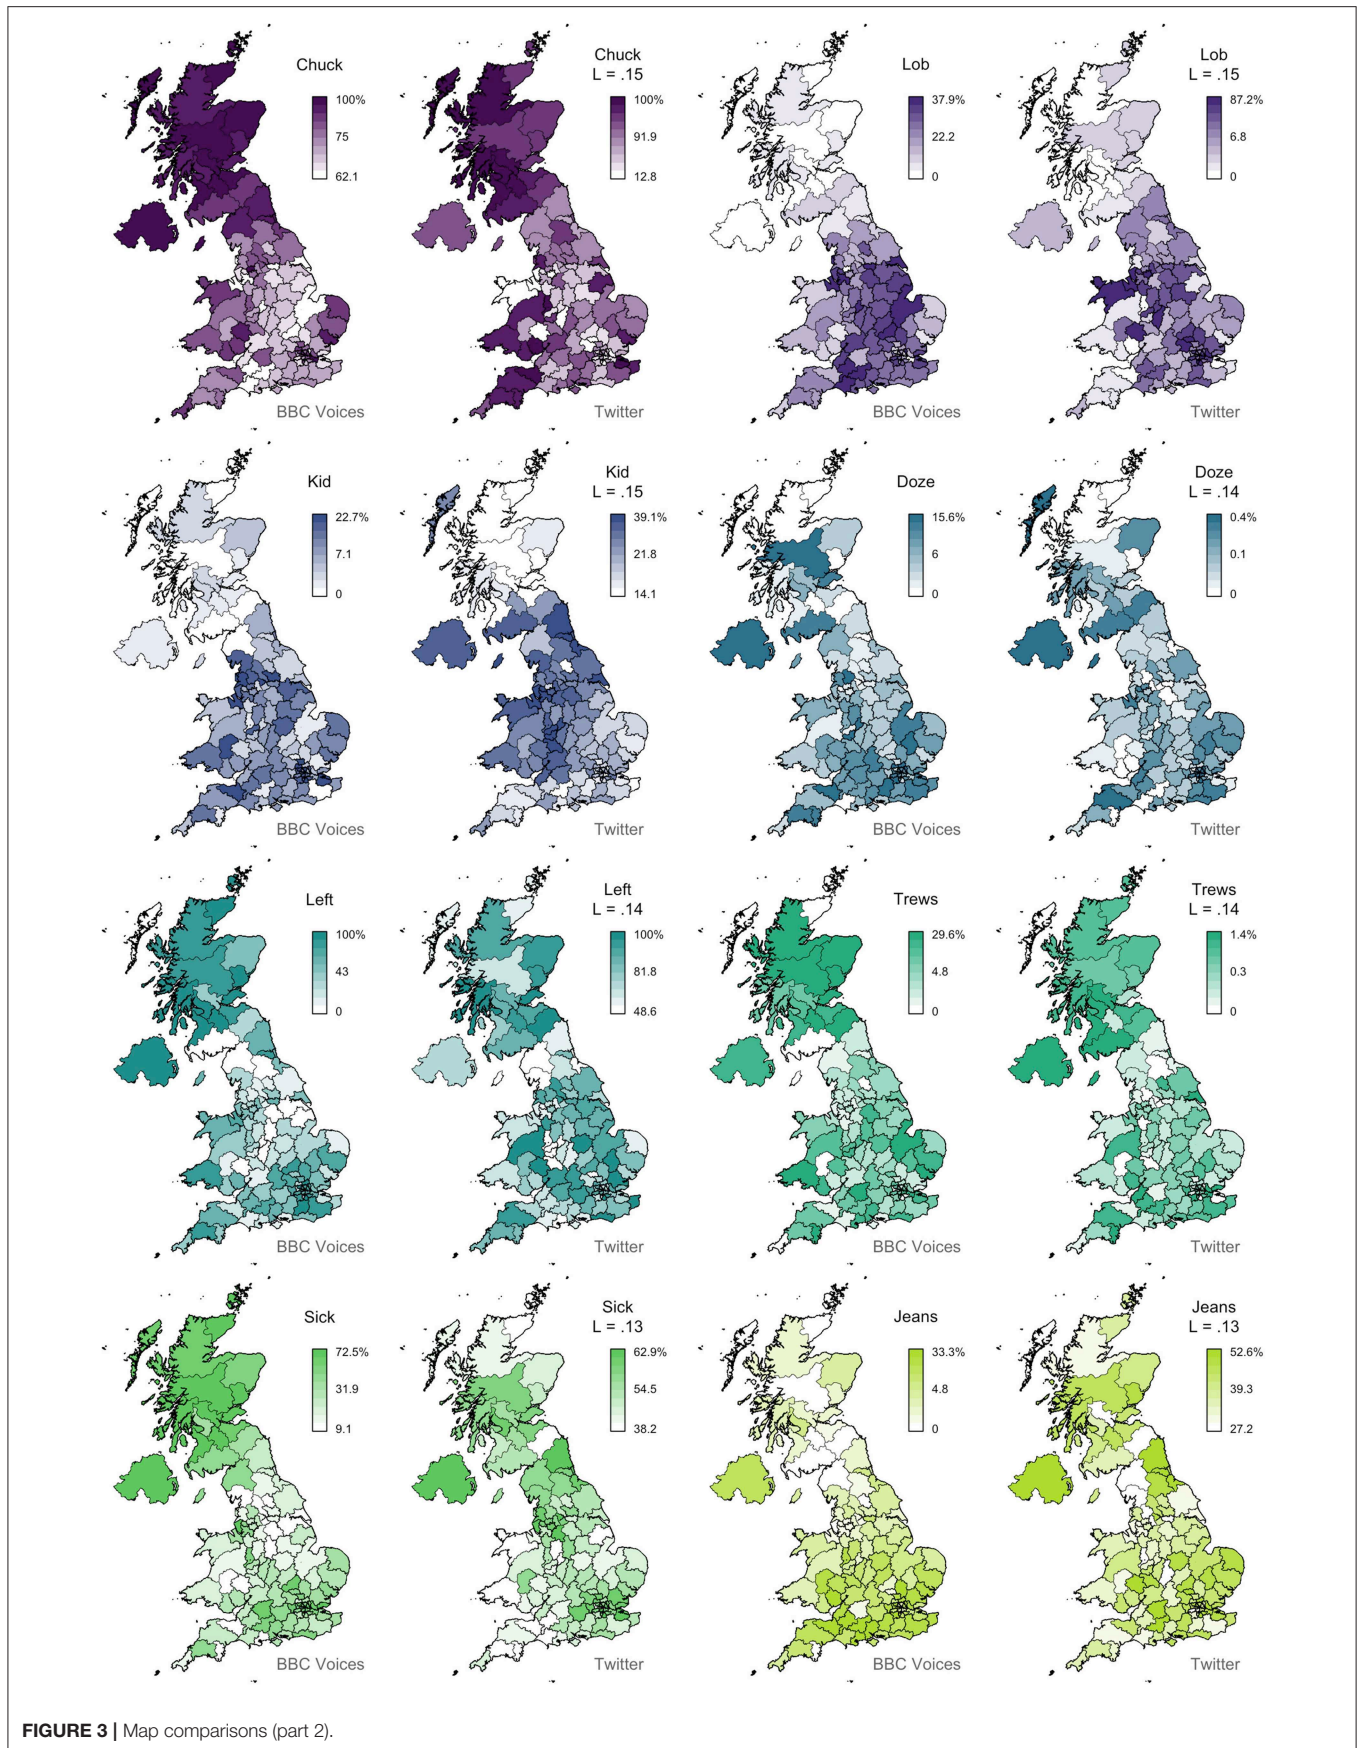 Chuck
100%
75
62.1
BBC Voices
Chuck
L = .15
100%
91.9
12.8
Twitter
Lob
37.9%
22.2
0
BBC Voices
Lob
L = .15
87.2%
6.8
0
Twitter
Kid
22.7%
7.1
0
BBC Voices
Kid
L = .15
39.1%
21.8
14.1
Twitter
Doze
15.6%
6
0
BBC Voices
Doze
L = .14
0.4%
0.1
0
Twitter
Left
100%
43
0
BBC Voices
Left
L = .14
100%
81.8
48.6
Twitter
Trews
29.6%
4.8
0
BBC Voices
Trews
L = .14
1.4%
0.3
0
Twitter
Sick
72.5%
31.9
9.1
BBC Voices
Sick
L = .13
62.9%
54.5
38.2
Twitter
Jeans
33.3%
4.8
0
BBC Voices
Jeans
L = .13
52.6%
39.3
27.2
Twitter
FIGURE 3 | Map comparisons (part 2).